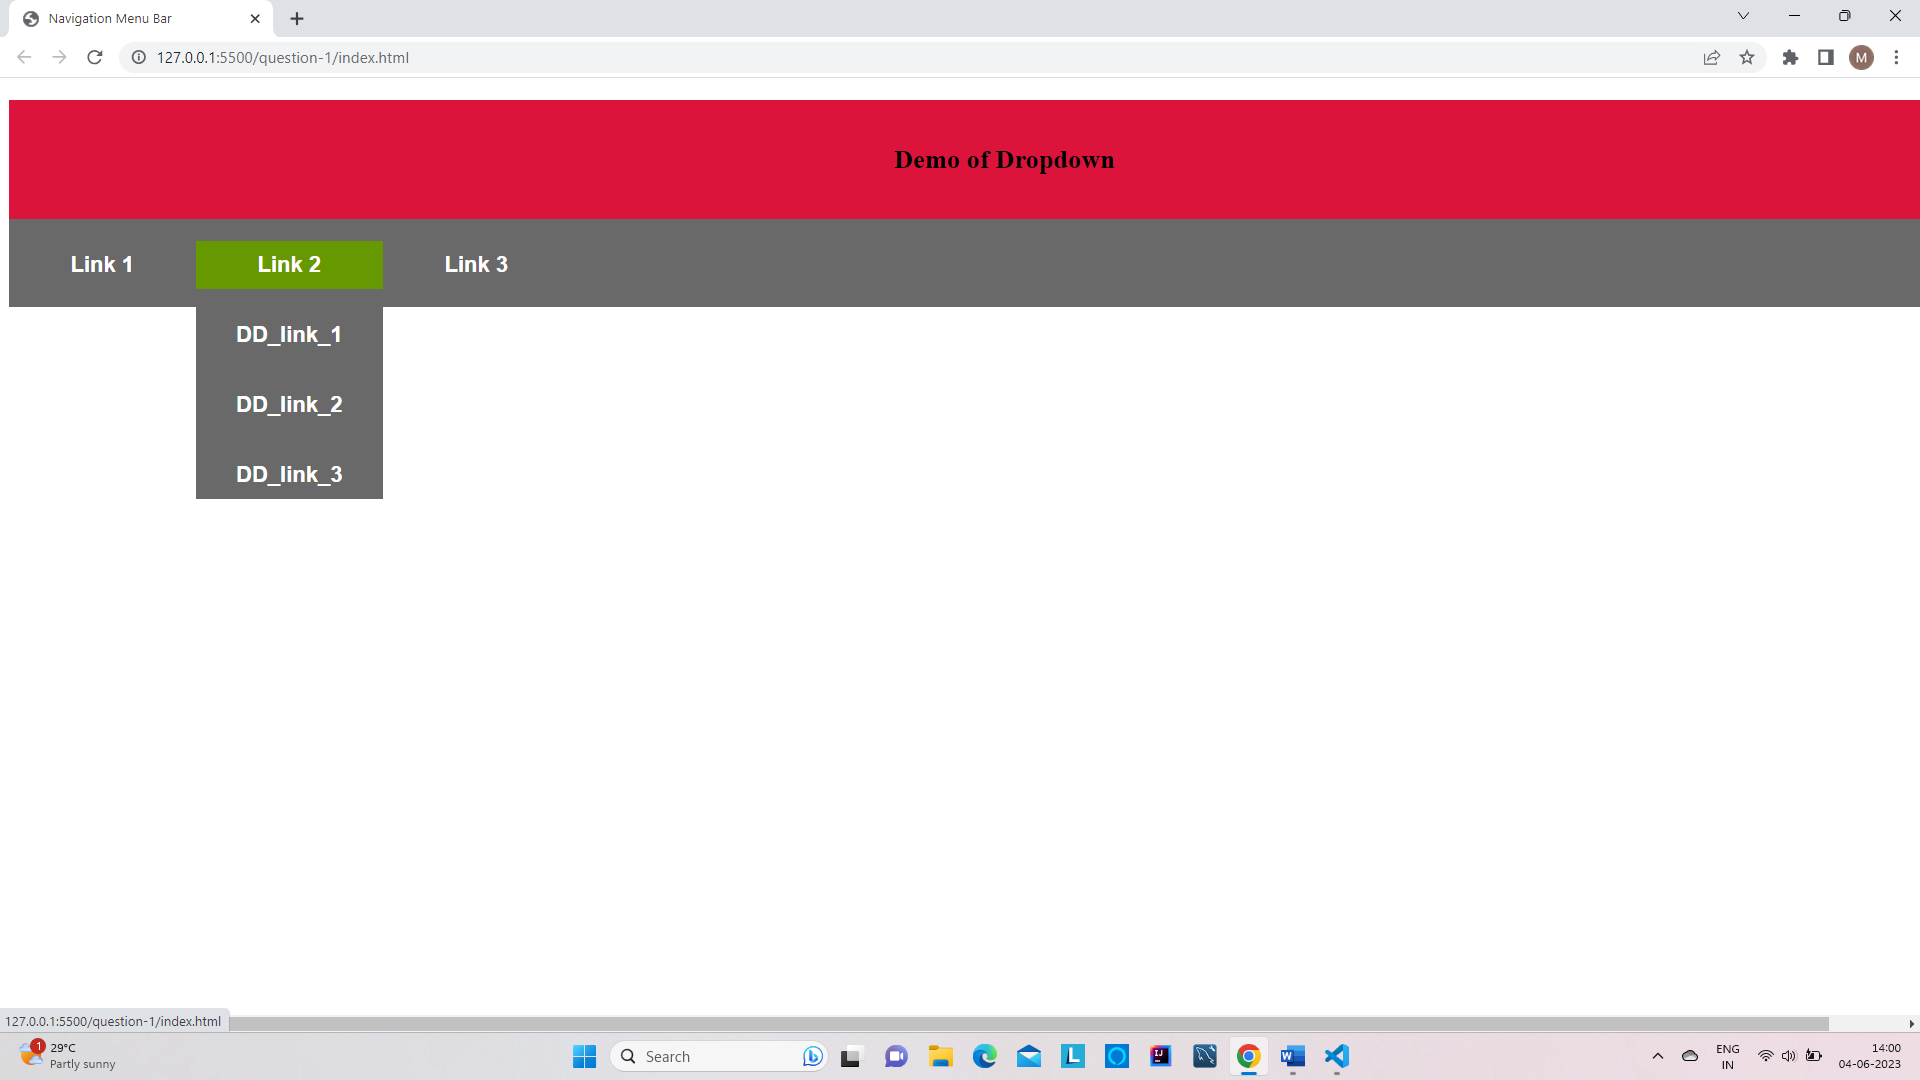 Navigation Menu Bar
127.0.0.1:5500/question-1/index.html
M
Demo of Dropdown
Link 1
Link 2
Link 3
DD_link_1
DD_link_2
DD_link_3
127.0.0.1:5500/question-1/index.html
1
29°C
Partly sunny
Search
L
IJ
W
ENG
IN
14:00
04-06-2023